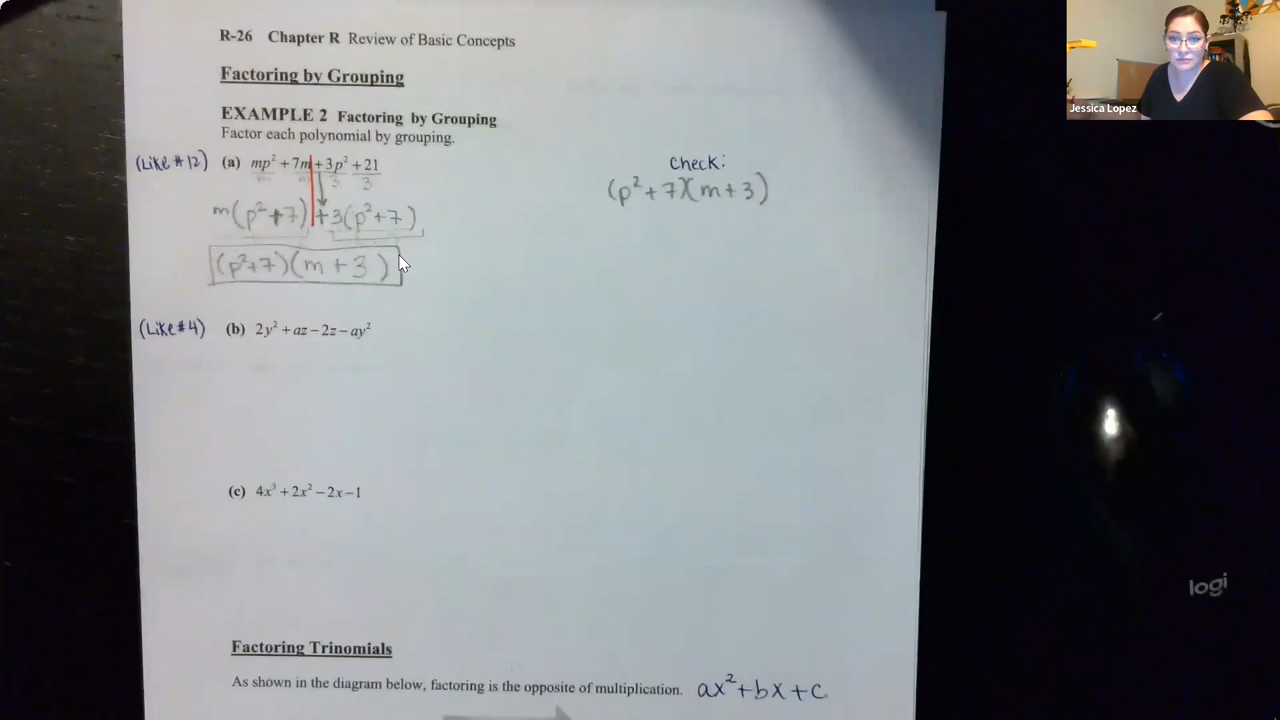 R-26 Chapter R Review of Basic Concepts
Factoring by Grouping
EXAMPLE 2 Factoring by Grouping
Factor each polynomial by grouping.
(Like #12) (a) mp² + 7m + 3p² + 21
m m 3 3
m(p² + 7) + 3(p² + 7)
(p² + 7)(m + 3)
Check:
(p² + 7)(m + 3)
(Like #4) (b) 2y² + az − 2z − ay²
(c) 4x³ + 2x² − 2x − 1
Factoring Trinomials
As shown in the diagram below, factoring is the opposite of multiplication. ax² + bx + c
Jessica Lopez
logi